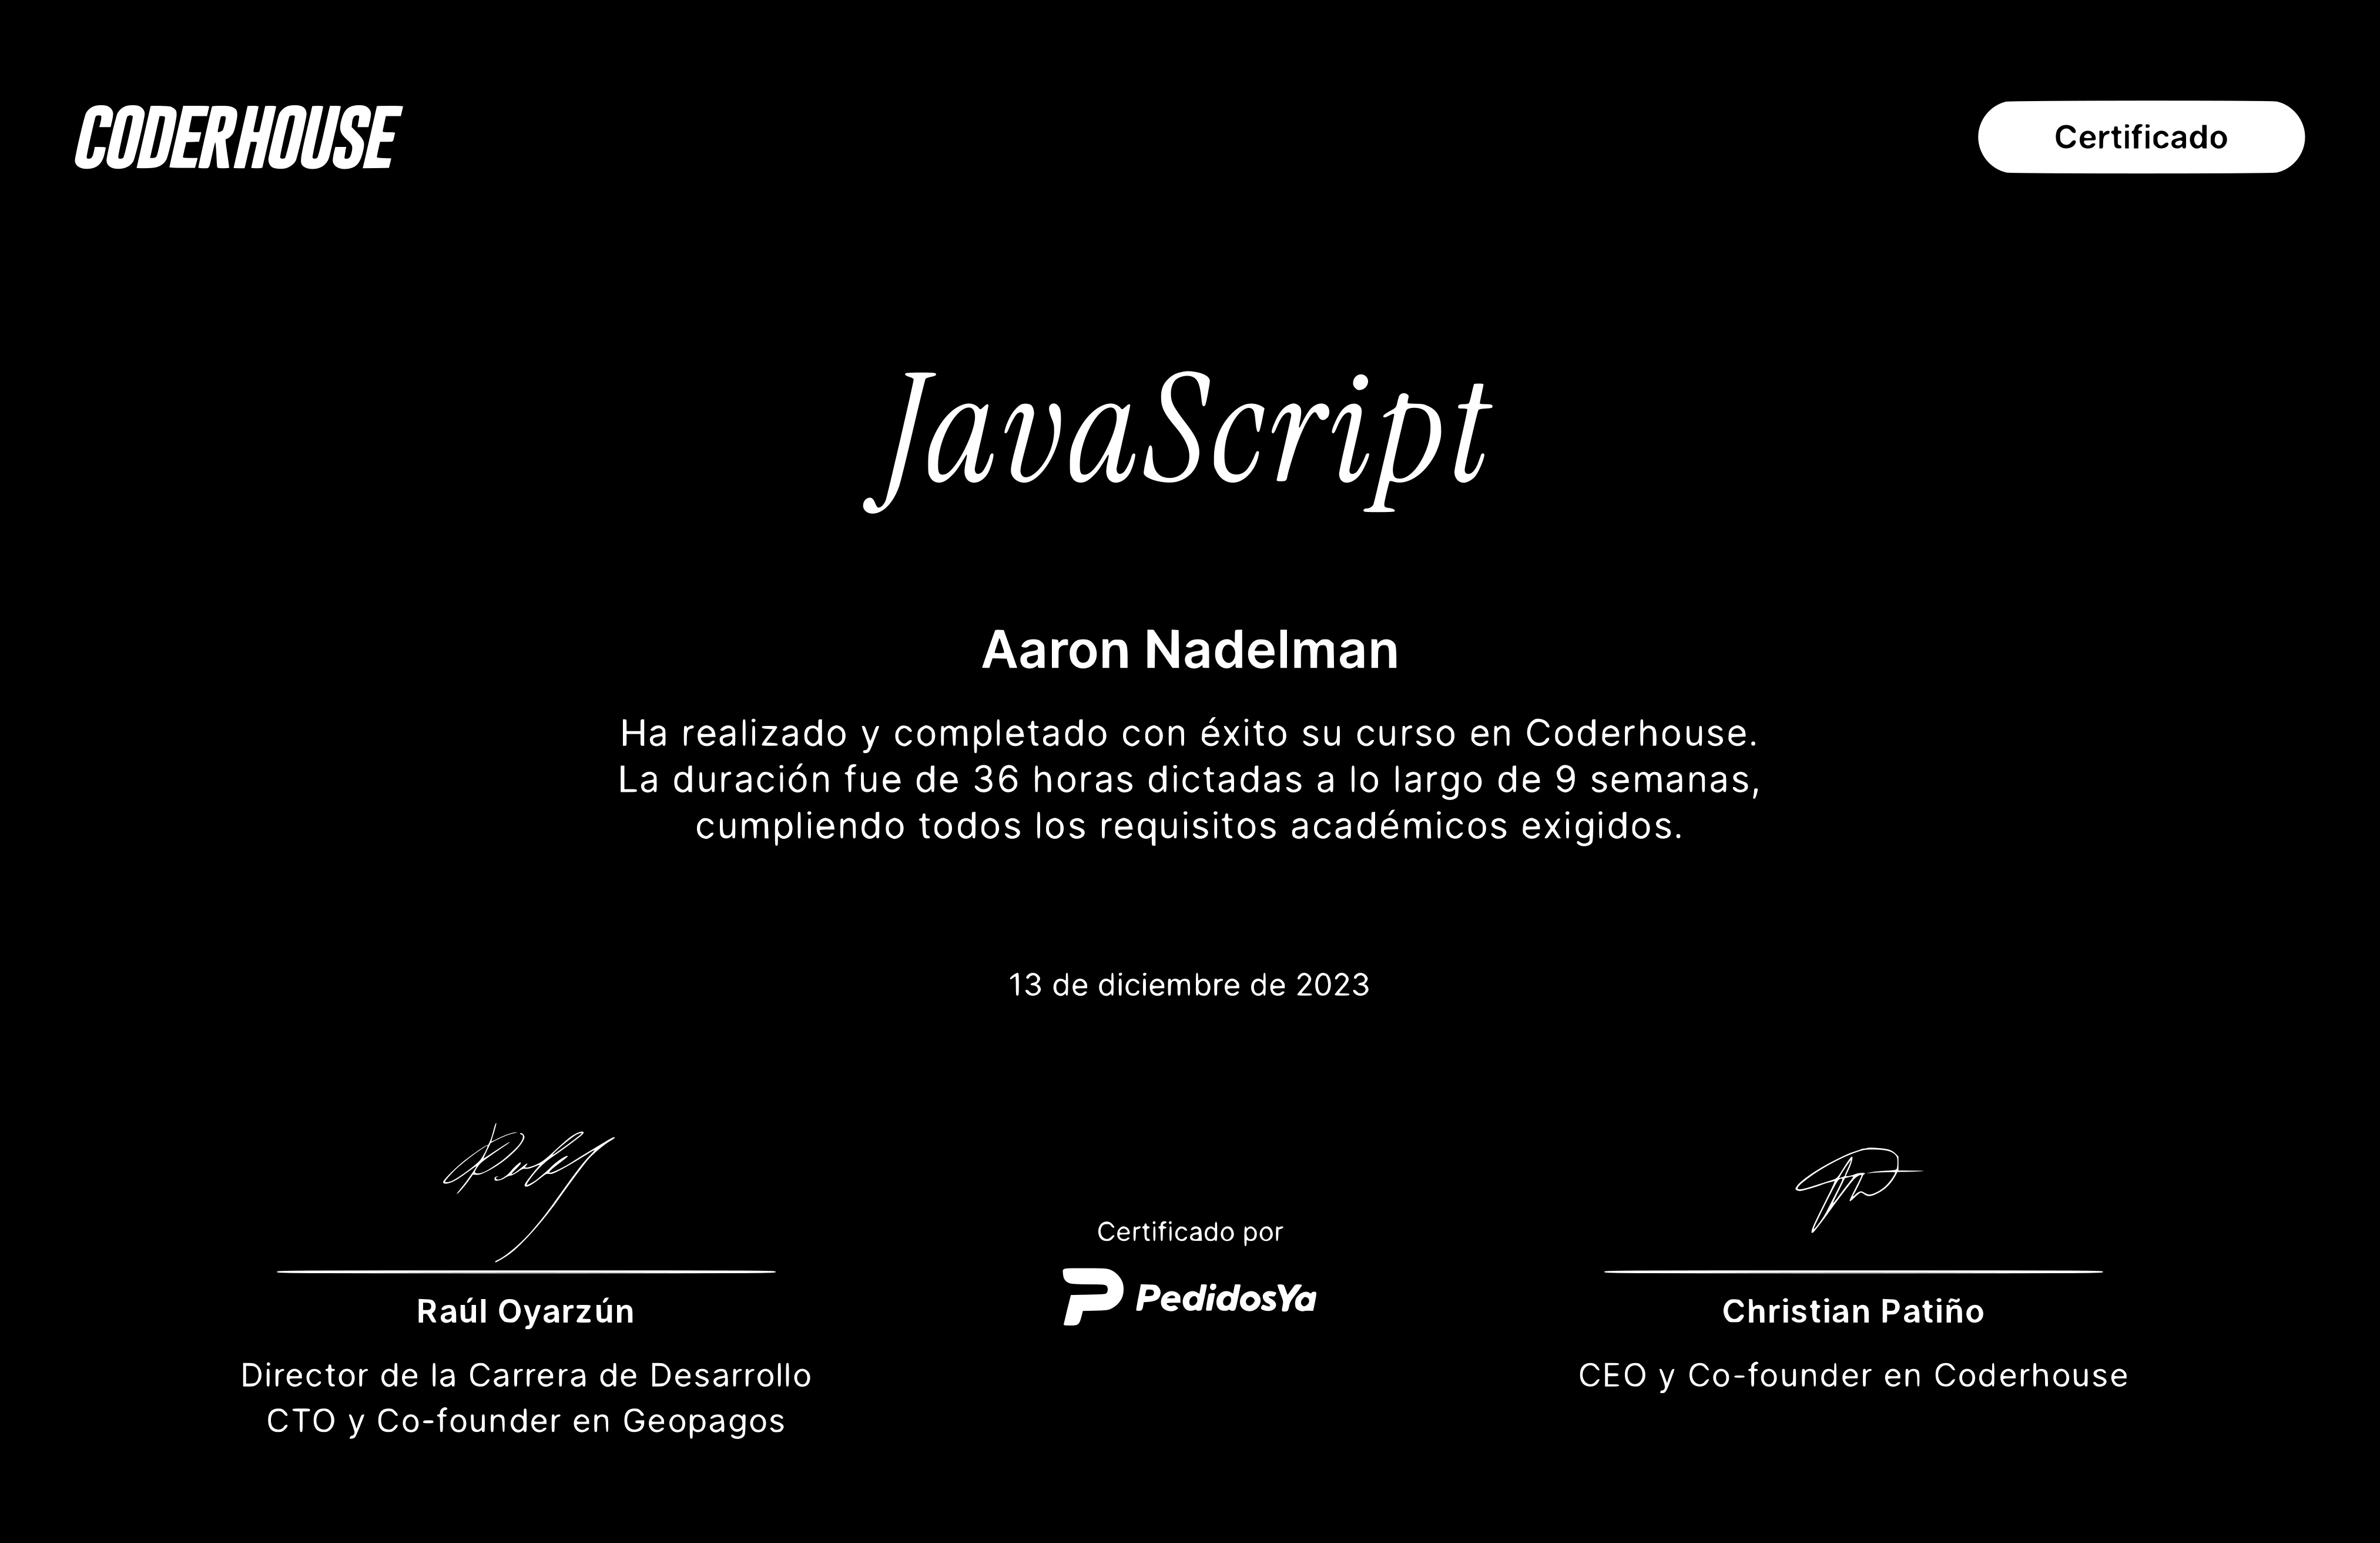 CODERHOUSE
Certificado
JavaScript
Aaron Nadelman
Ha realizado y completado con éxito su curso en Coderhouse.
La duración fue de 36 horas dictadas a lo largo de 9 semanas,
cumpliendo todos los requisitos académicos exigidos.
13 de diciembre de 2023
Raúl Oyarzún
Director de la Carrera de Desarrollo
CTO y Co-founder en Geopagos
Certificado por
PedidosYa
Christian Patiño
CEO y Co-founder en Coderhouse